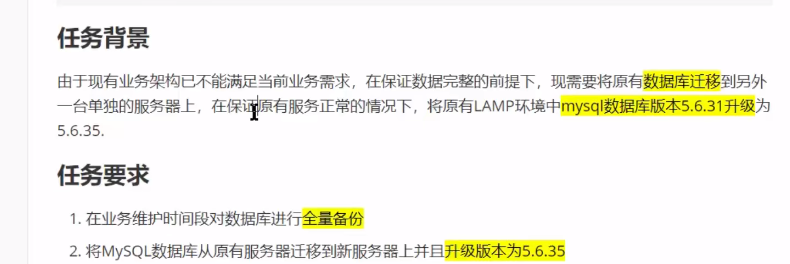 任务背景
由于现有业务架构已不能满足当前业务需求，在保证数据完整的前提下，现需要将原有数据库迁移到另外
一台单独的服务器上，在保证原有服务正常的情况下，将原有LAMP环境中mysql数据库版本5.6.31升级为
5.6.35.
任务要求
1. 在业务维护时间段对数据库进行全量备份
2. 将MySQL数据库从原有服务器迁移到新服务器上并且升级版本为5.6.35